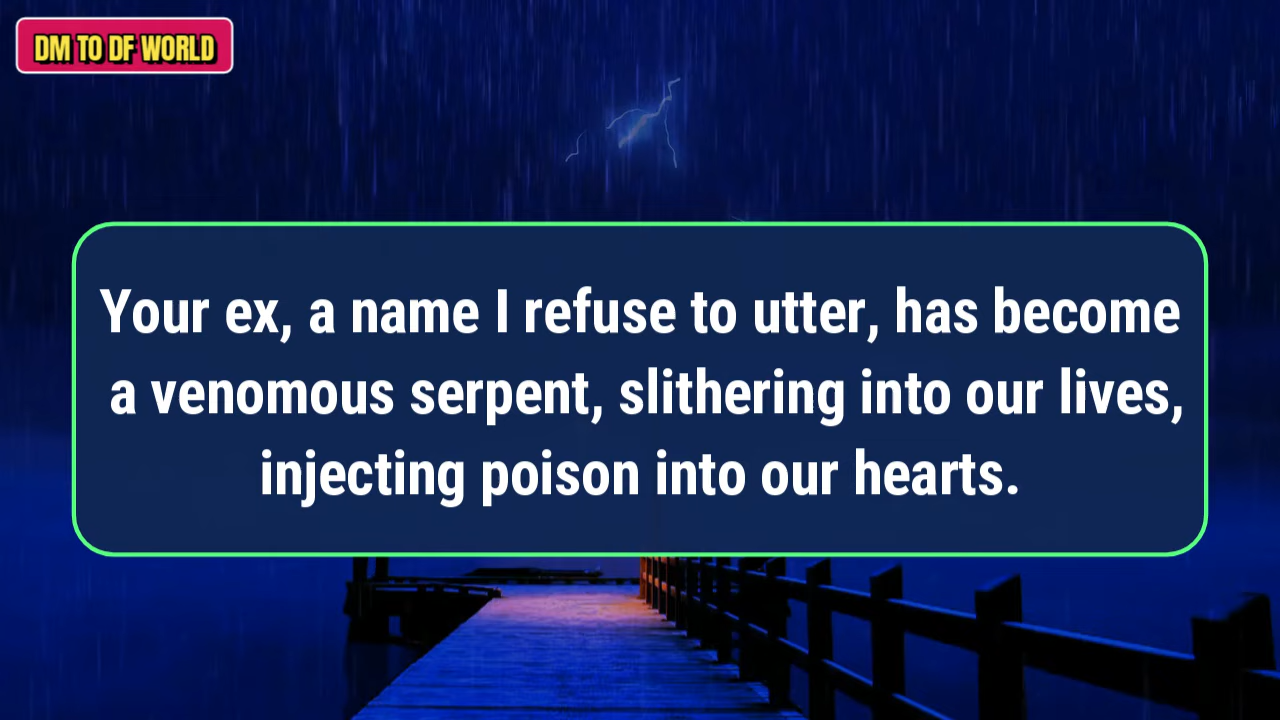 DM TO DF WORLD
Your ex, a name I refuse to utter, has become
a venomous serpent, slithering into our lives,
injecting poison into our hearts.